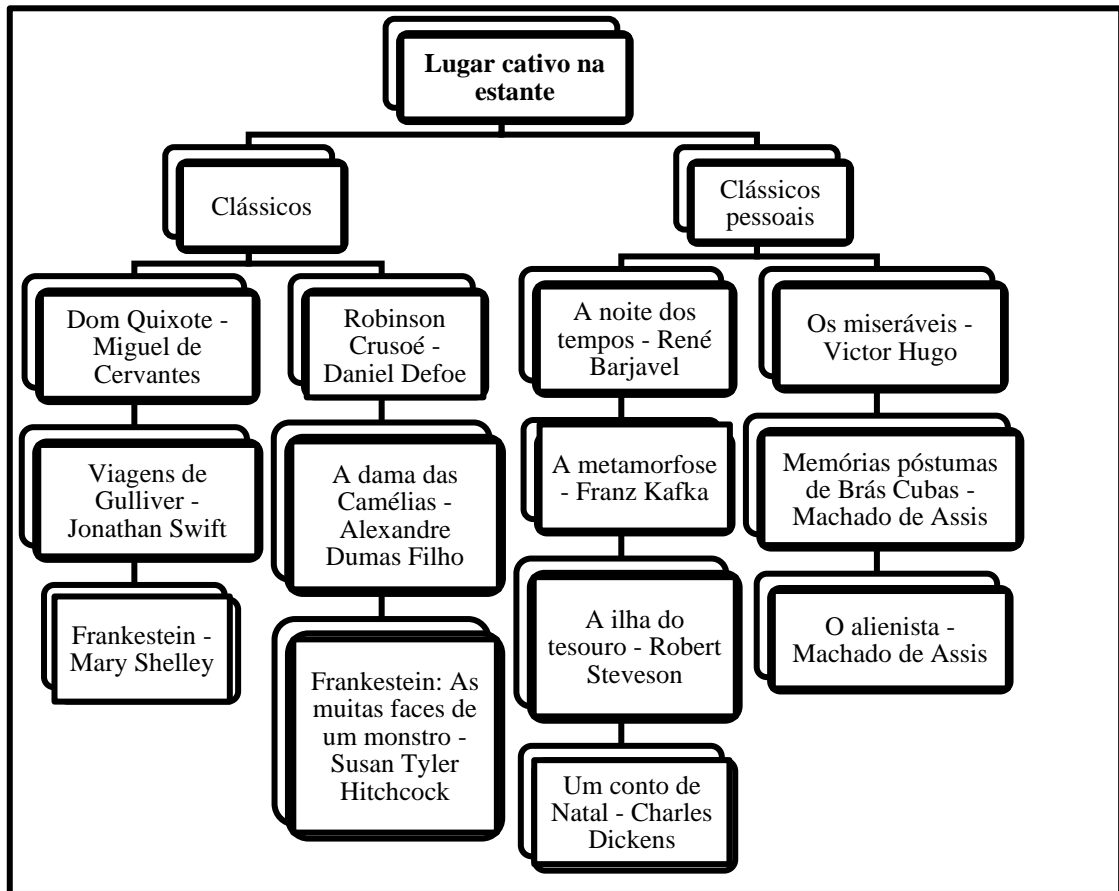 Lugar cativo na
estante
Clássicos
Clássicos
pessoais
Dom Quixote -
Miguel de
Cervantes
Robinson
Crusoé -
Daniel Defoe
A noite dos
tempos - René
Barjavel
Os miseráveis -
Victor Hugo
Viagens de
Gulliver -
Jonathan Swift
A dama das
Camélias -
Alexandre
Dumas Filho
A metamorfose
- Franz Kafka
Memórias póstumas
de Brás Cubas -
Machado de Assis
Frankestein -
Mary Shelley
Frankestein: As
muitas faces de
um monstro -
Susan Tyler
Hitchcock
A ilha do
tesouro - Robert
Steveson
O alienista -
Machado de Assis
Um conto de
Natal - Charles
Dickens